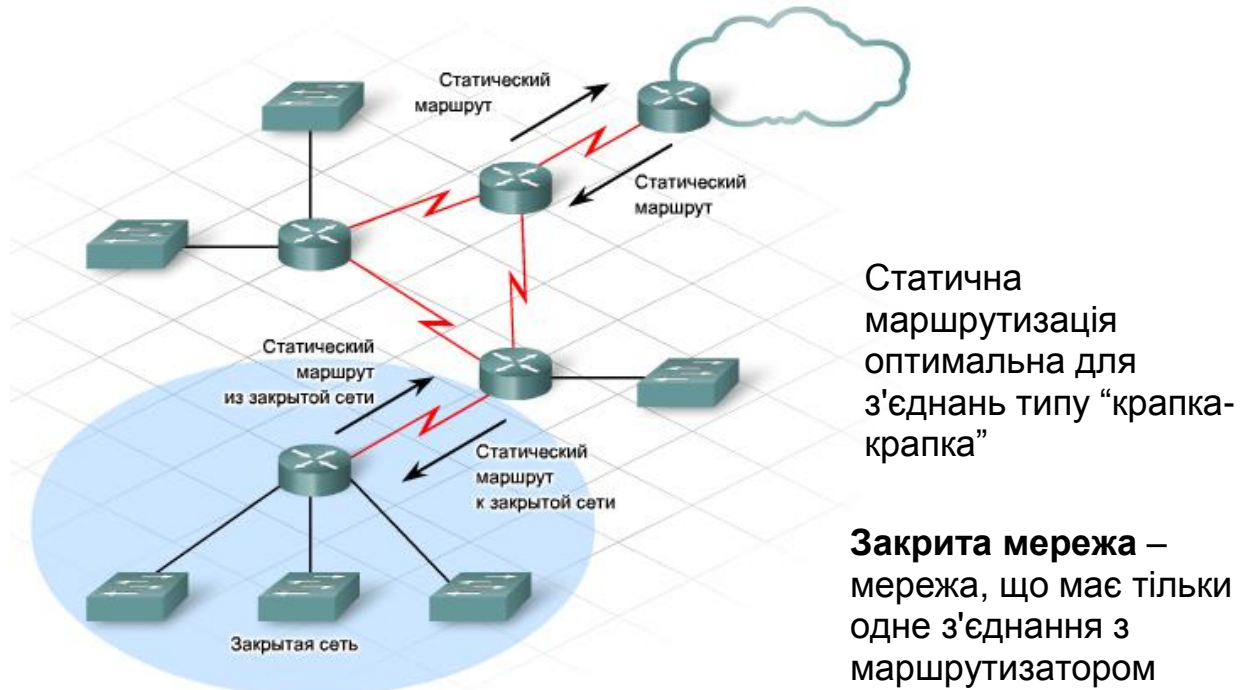 Статический
маршрут
Статический
маршрут
Статический
маршрут
из закрытой сети
Статический
маршрут
к закрытой сети
Закрытая сеть
Статична
маршрутизація
оптимальна для
з'єднань типу “крапка-
крапка”
Закрита мережа –
мережа, що має тільки
одне з'єднання з
маршрутизатором